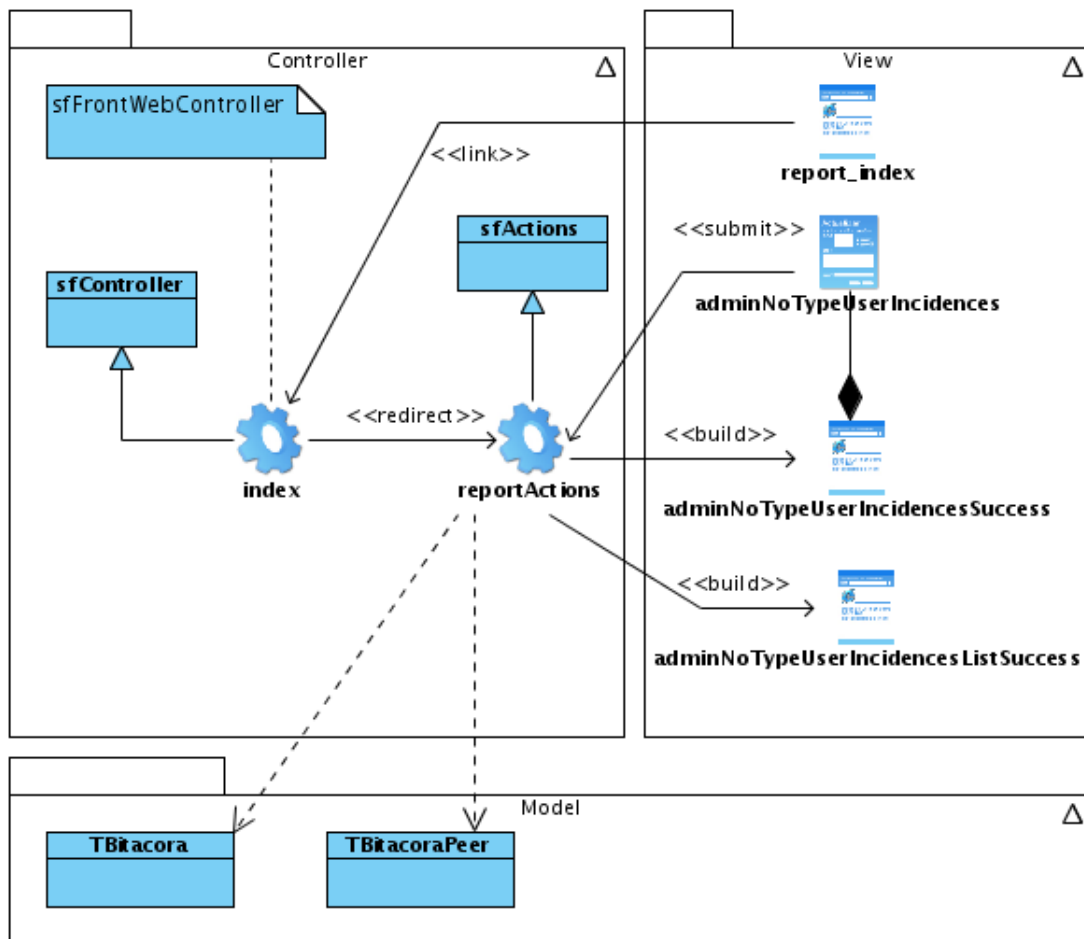 Controller
View
sfFrontWebController
<<link>>
report_index
sfActions
<<submit>>
sfController
adminNoTypeUserIncidences
<<redirect>>
<<build>>
index
reportActions
adminNoTypeUserIncidencesSuccess
<<build>>
adminNoTypeUserIncidencesListSuccess
Model
TBitacora
TBitacoraPeer